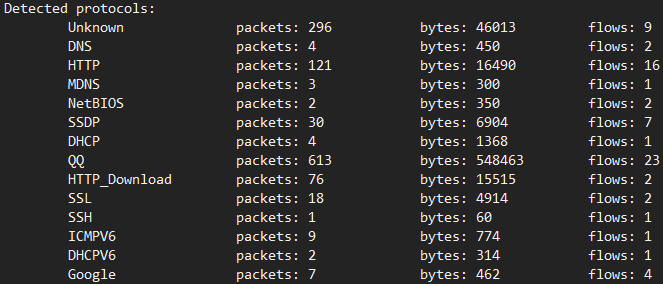 Detected protocols:
Unknown packets: 296 bytes: 46013 flows: 9
DNS packets: 4 bytes: 450 flows: 2
HTTP packets: 121 bytes: 16490 flows: 16
MDNS packets: 3 bytes: 300 flows: 1
NetBIOS packets: 2 bytes: 350 flows: 2
SSDP packets: 30 bytes: 6904 flows: 7
DHCP packets: 4 bytes: 1368 flows: 1
QQ packets: 613 bytes: 548463 flows: 23
HTTP_Download packets: 76 bytes: 15515 flows: 2
SSL packets: 18 bytes: 4914 flows: 2
SSH packets: 1 bytes: 60 flows: 1
ICMPV6 packets: 9 bytes: 774 flows: 1
DHCPV6 packets: 2 bytes: 314 flows: 1
Google packets: 7 bytes: 462 flows: 4